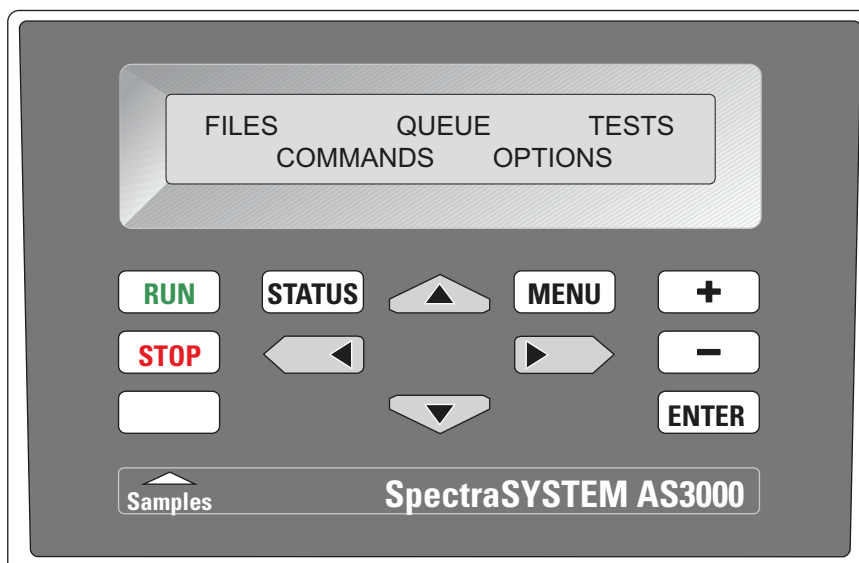 FILES QUEUE TESTS
COMMANDS OPTIONS
RUN STATUS MENU +
STOP −
ENTER
Samples SpectraSYSTEM AS3000